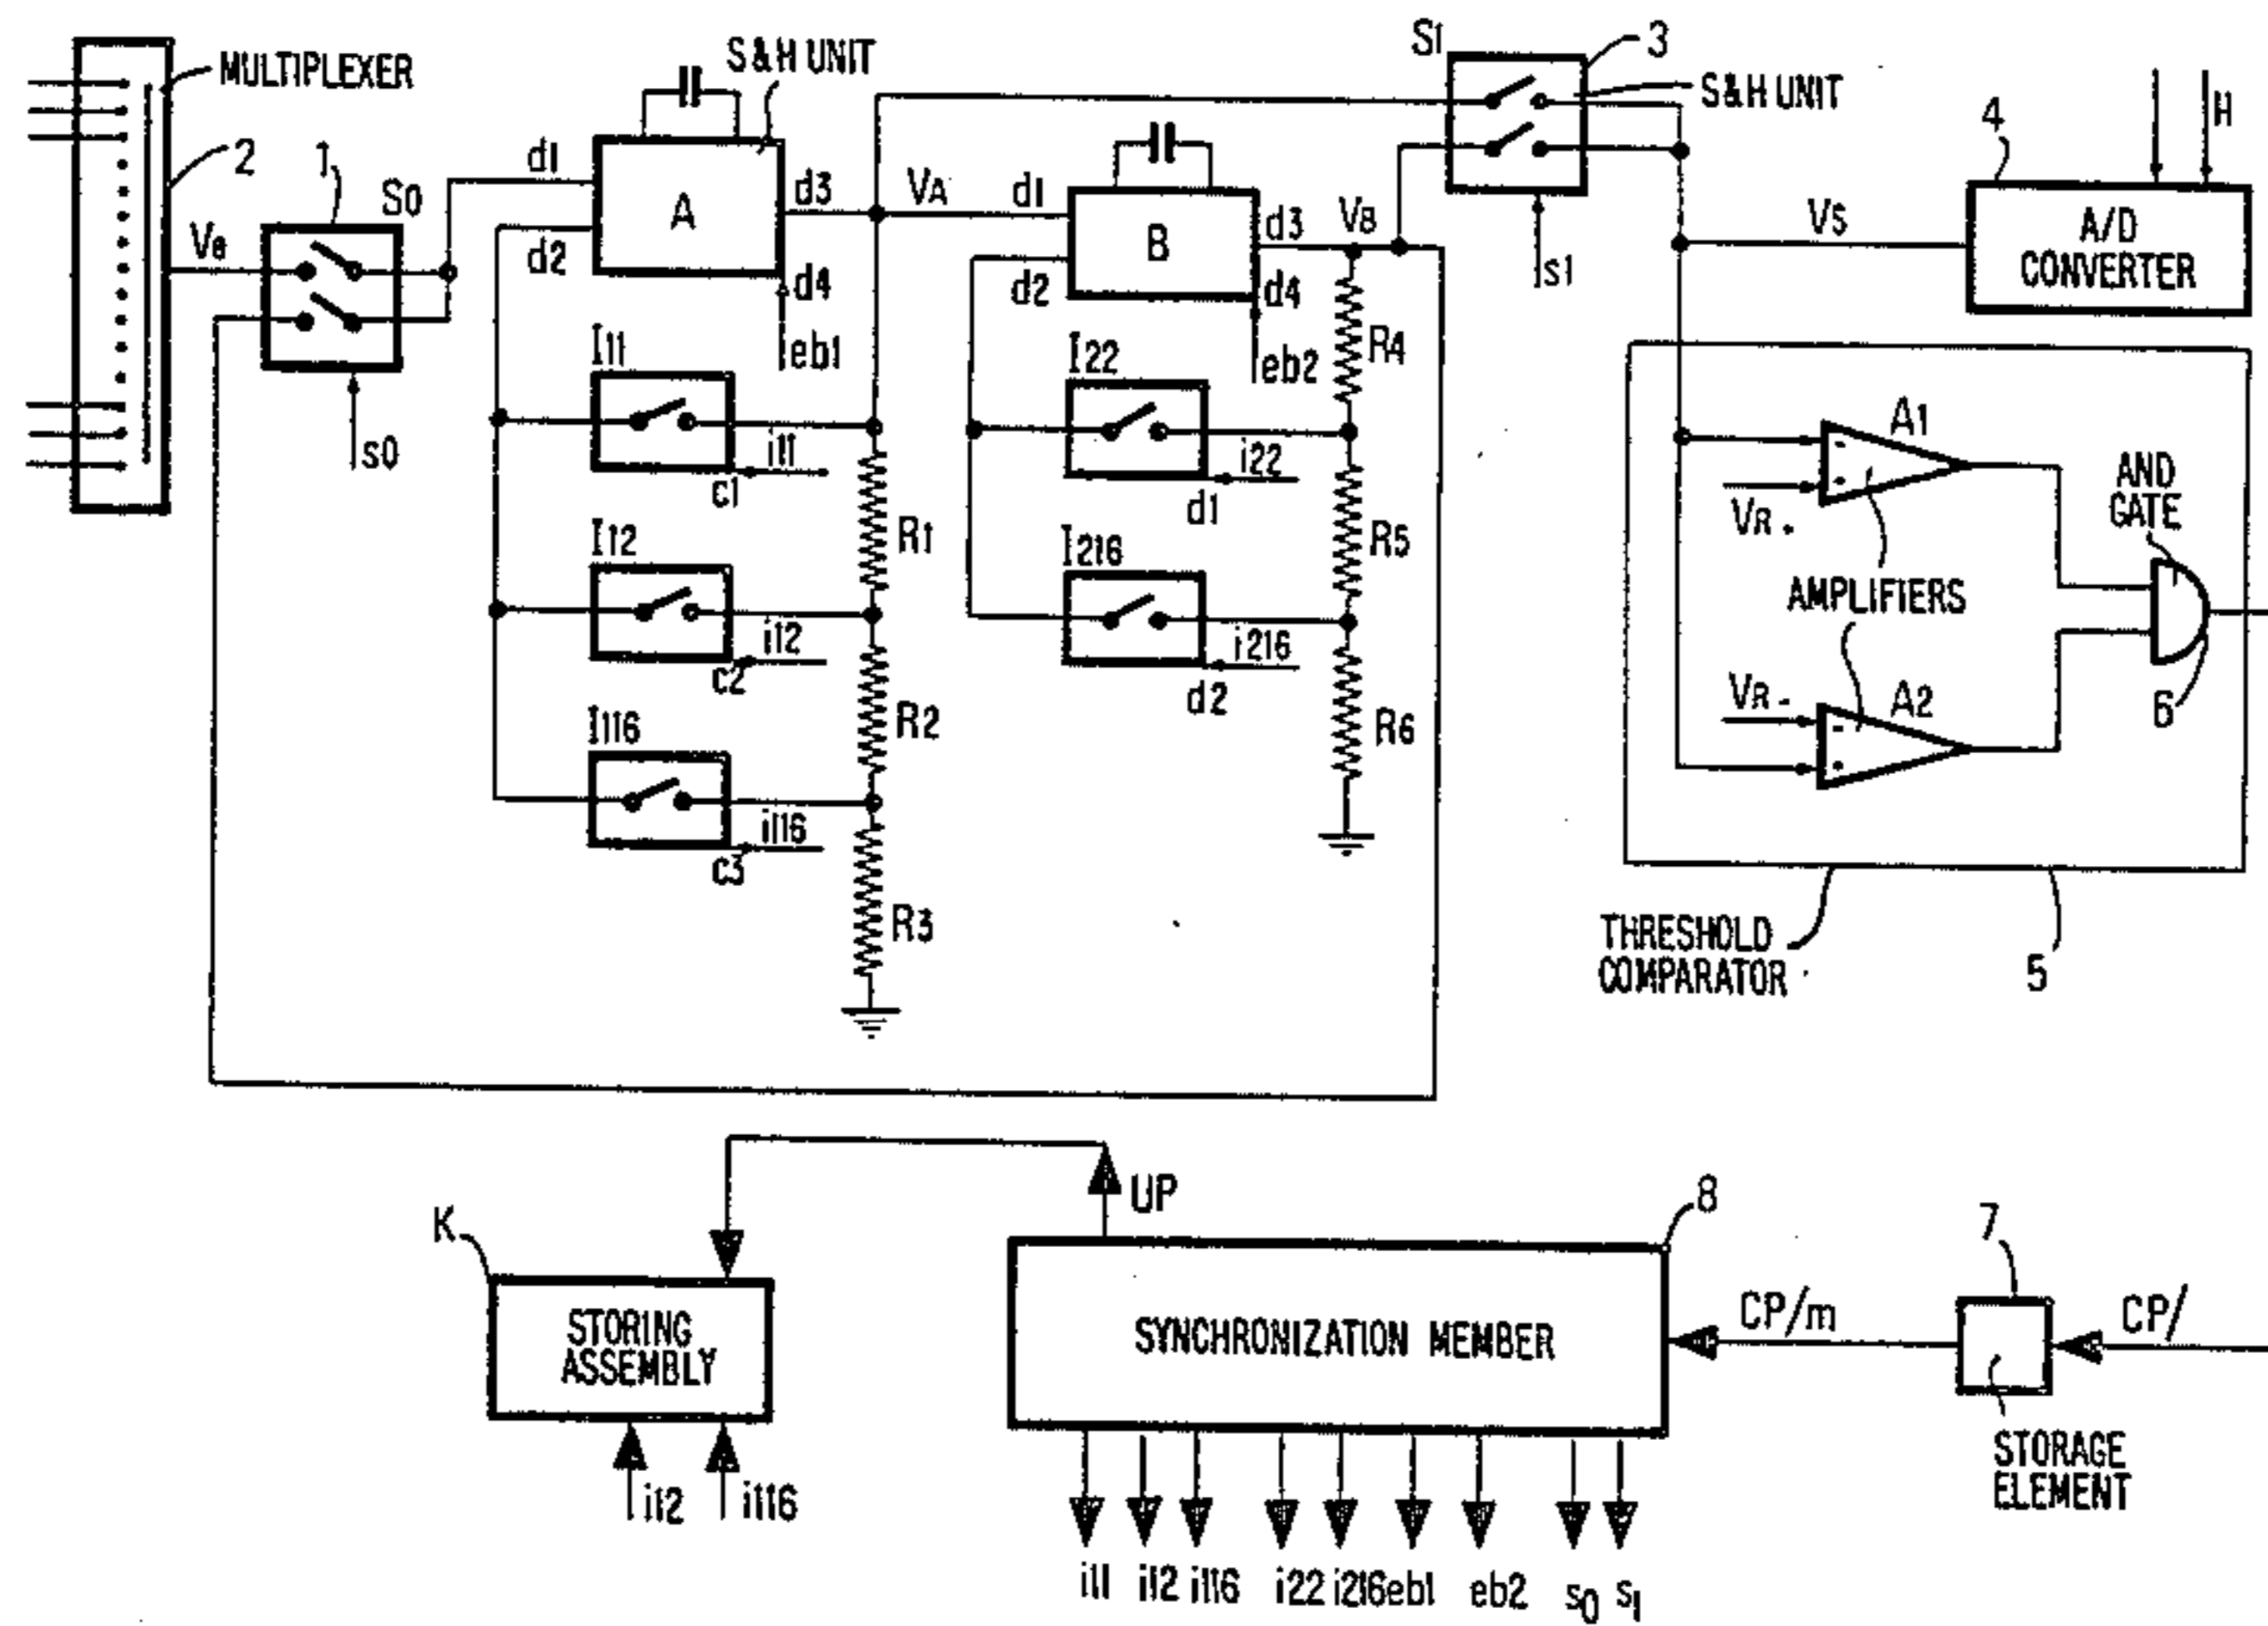 MULTIPLEXER
2
1
S0
s0
S&H UNIT
d1
d2
A
d3
d4
eb1
VA
d1
d2
B
d3
d4
eb2
VB
S1
3
S&H UNIT
s1
H
4
A/D
CONVERTER
VS
I11
i11
c1
I12
i12
c2
I116
i116
c3
R1
R2
R3
I22
i22
d1
I216
i216
d2
R4
R5
R6
A1
VR+
AMPLIFIERS
VR-
A2
AND
GATE
6
THRESHOLD
COMPARATOR
5
K
STORING
ASSEMBLY
i12
i116
UP
8
SYNCHRONIZATION MEMBER
i11 i12 i116 i22 i216 eb1 eb2 s0 s1
CP/m
7
CP/
STORAGE
ELEMENT